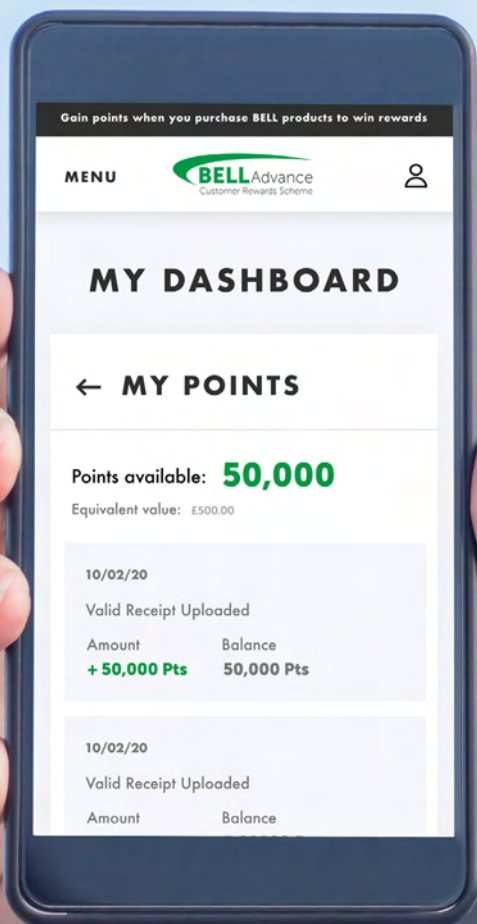 Gain points when you purchase BELL products to win rewards
MENU
BELLAdvance
Customer Rewards Scheme
MY DASHBOARD
← MY POINTS
Points available: 50,000
Equivalent value: £500.00
10/02/20
Valid Receipt Uploaded
Amount Balance
+ 50,000 Pts 50,000 Pts
10/02/20
Valid Receipt Uploaded
Amount Balance